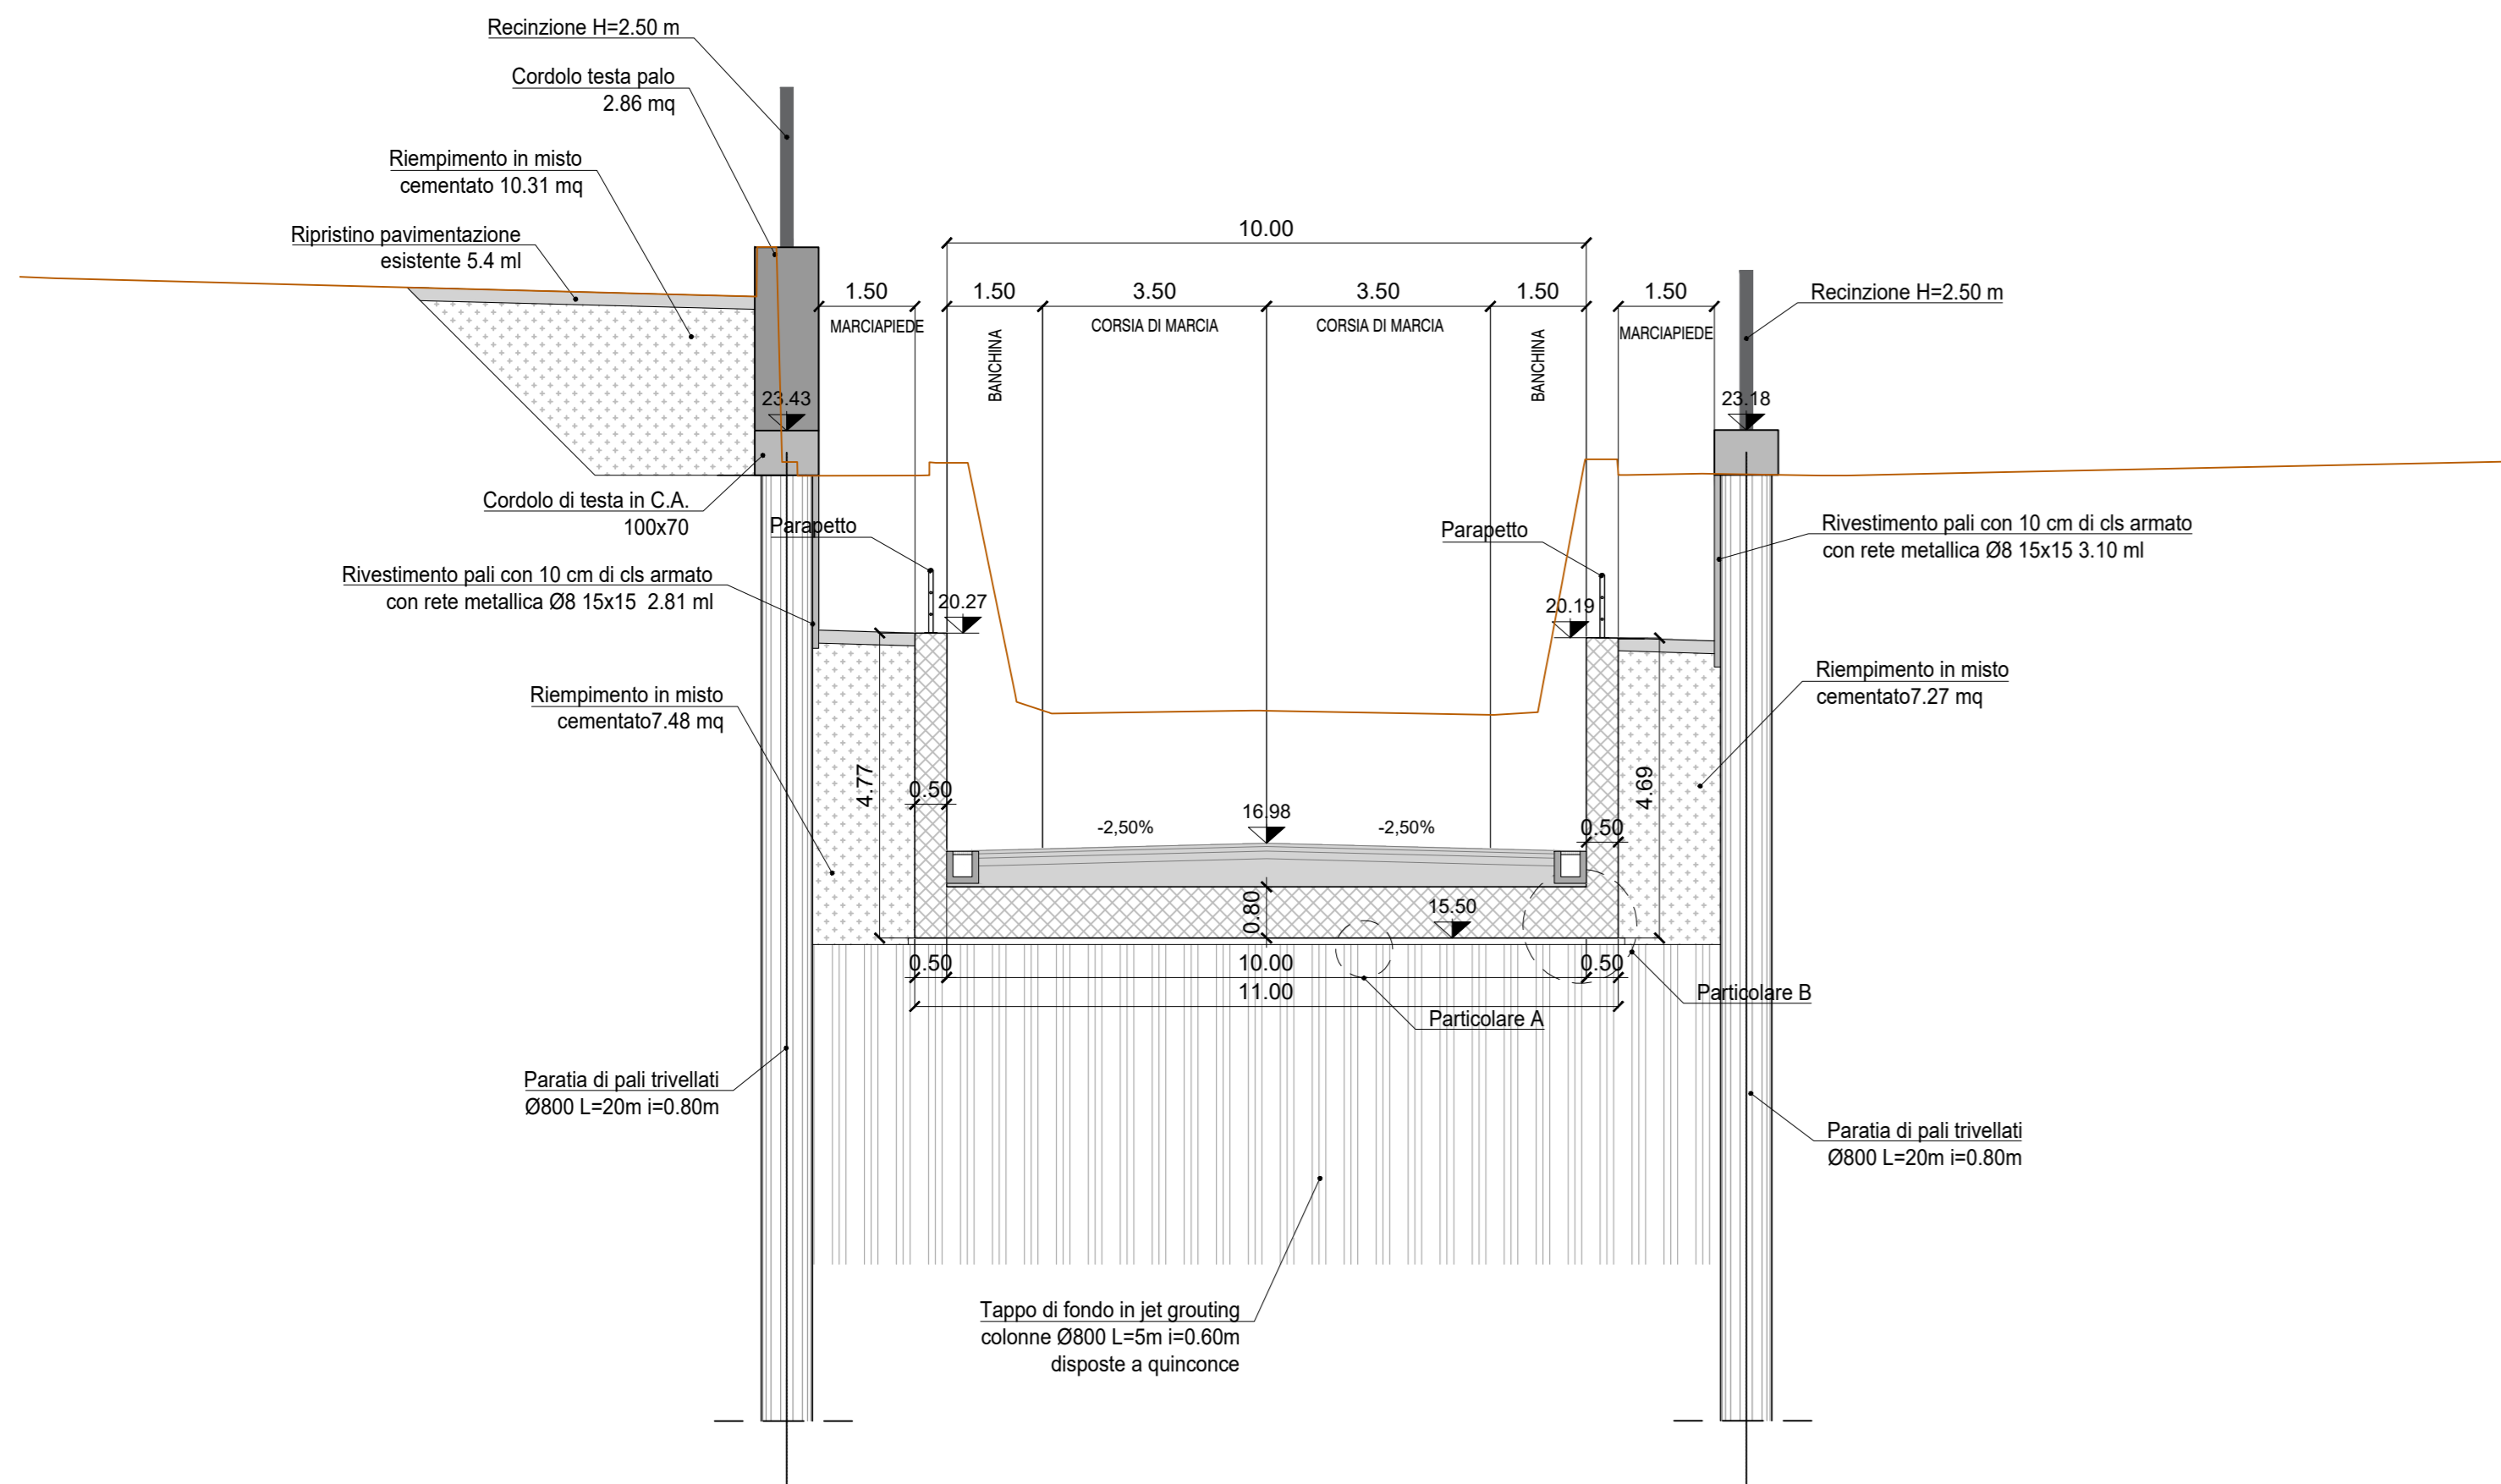 Recinzione H=2.50 m
Cordolo testa palo
2.86 mq
Riempimento in misto
cementato 10.31 mq
Ripristino pavimentazione
esistente 5.4 ml
10.00
1.50
1.50
3.50
3.50
1.50
1.50
MARCIAPIEDE
BANCHINA
CORSIA DI MARCIA
CORSIA DI MARCIA
BANCHINA
MARCIAPIEDE
Recinzione H=2.50 m
23.43
23.18
Cordolo di testa in C.A.
100x70
Parapetto
Parapetto
Rivestimento pali con 10 cm di cls armato
con rete metallica Ø8 15x15 3.10 ml
Rivestimento pali con 10 cm di cls armato
con rete metallica Ø8 15x15  2.81 ml
20.27
20.19
Riempimento in misto
cementato7.48 mq
Riempimento in misto
cementato7.27 mq
4.77
0.50
4.69
0.50
-2,50%
16.98
-2,50%
0.80
15.50
0.50
10.00
0.50
11.00
Particolare A
Particolare B
Paratia di pali trivellati
Ø800 L=20m i=0.80m
Paratia di pali trivellati
Ø800 L=20m i=0.80m
Tappo di fondo in jet grouting
colonne Ø800 L=5m i=0.60m
disposte a quinconce